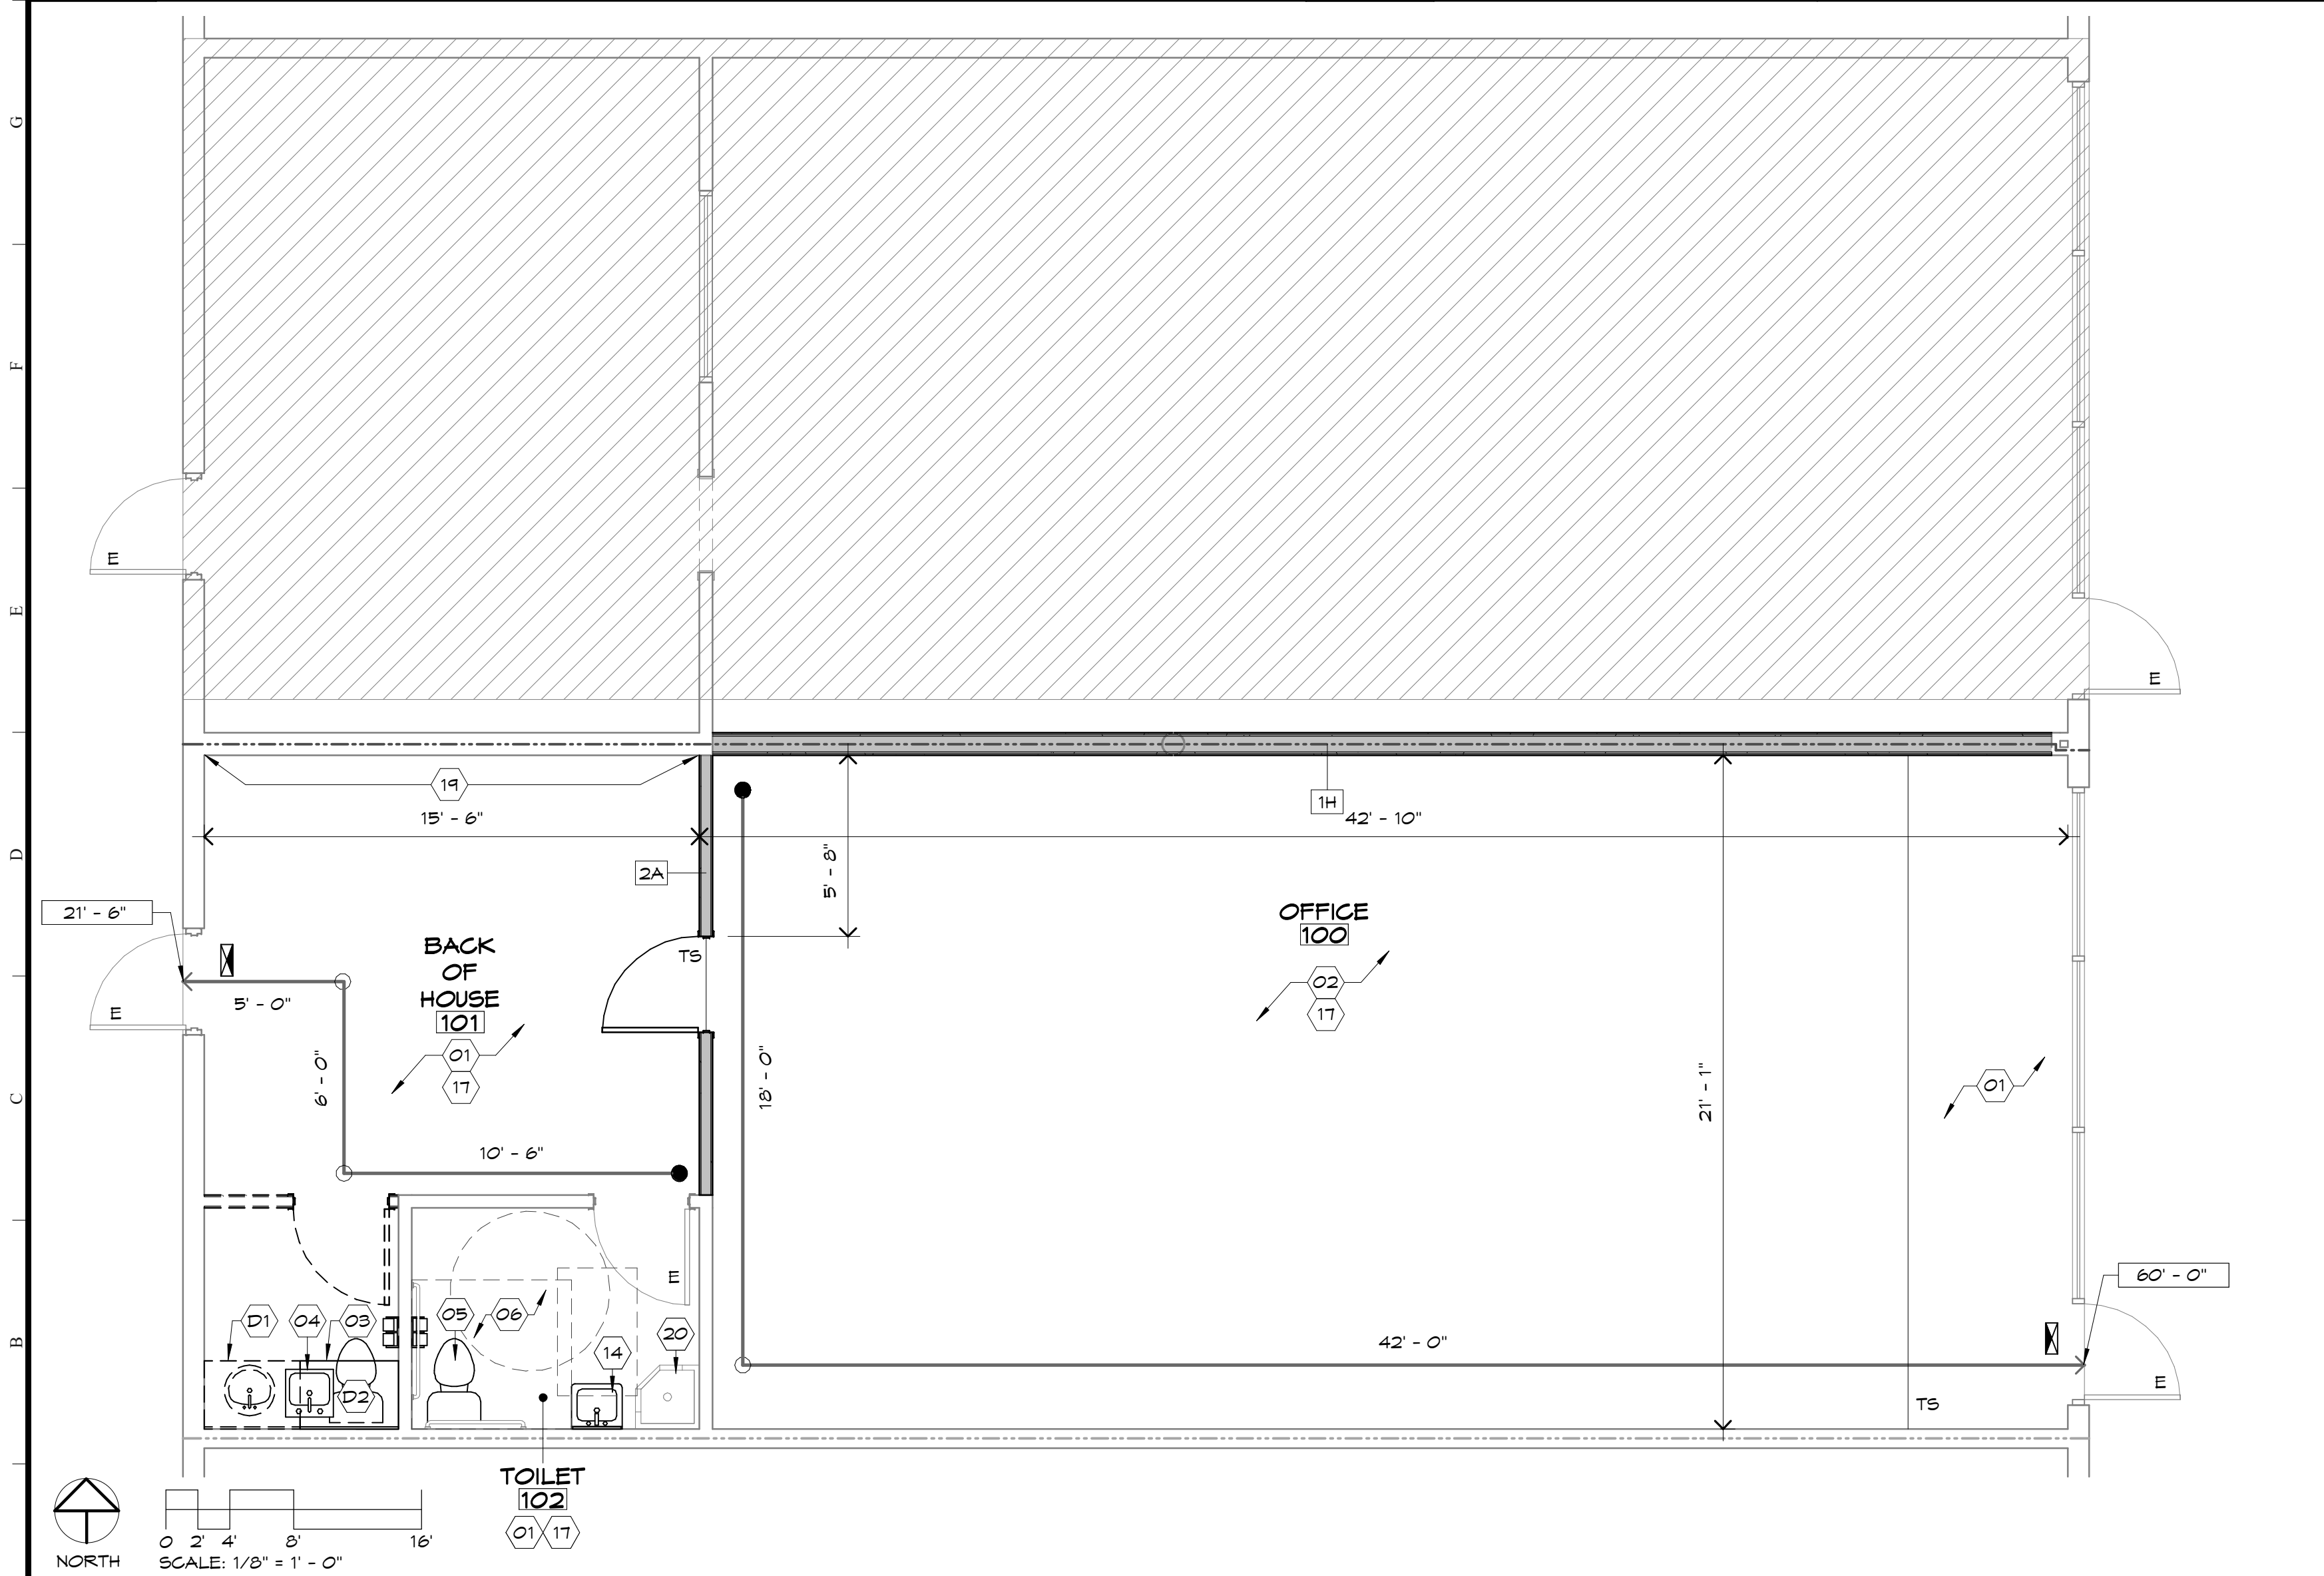 G
F
E
E
E
E
19
15' - 6"
1H
42' - 10"
D
5' - 8"
2A
21' - 6"
OFFICE
100
BACK
OF
HOUSE
101
TS
02
17
5' - 0"
E
01
17
6' - 0"
18' - 0"
21' - 1"
01
C
10' - 6"
E
60' - 0"
D1
04
03
05
06
20
14
B
42' - 0"
D2
E
TS
TOILET
102
01
17
0 2' 4' 8' 16'
NORTH
SCALE: 1/8" = 1' - 0"